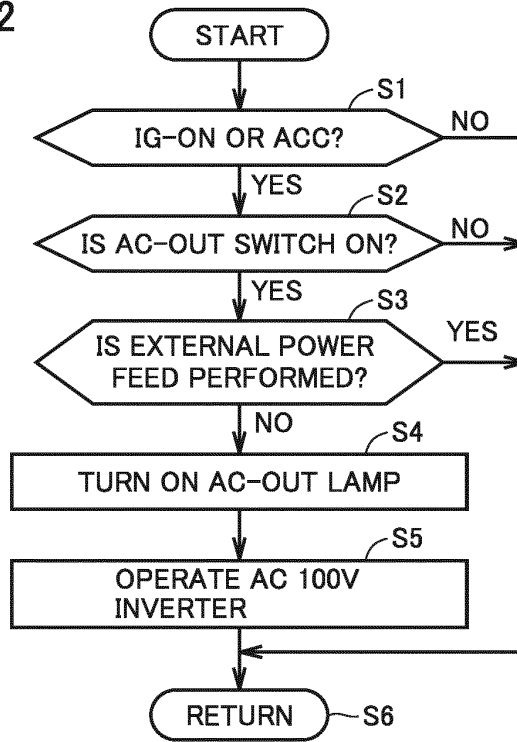 2
START
S1
IG-ON OR ACC?
NO
YES
S2
IS AC-OUT SWITCH ON?
NO
YES
S3
IS EXTERNAL POWER
FEED PERFORMED?
YES
NO
S4
TURN ON AC-OUT LAMP
S5
OPERATE AC 100V
INVERTER
RETURN
S6